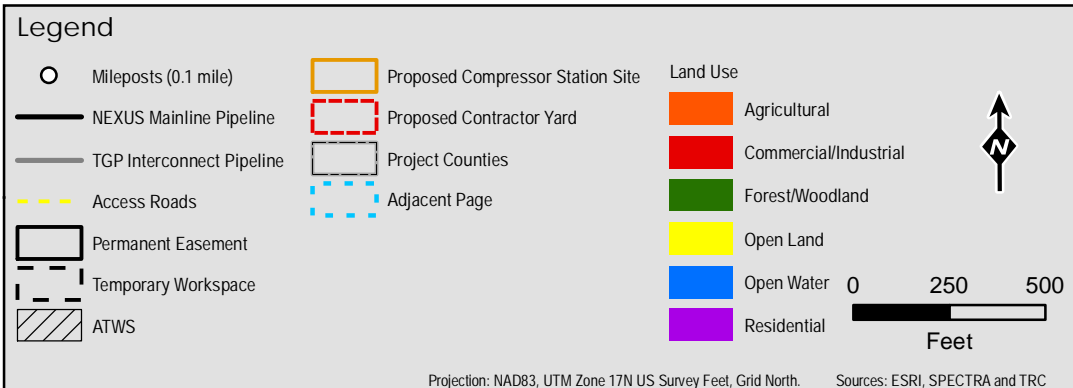 Legend
Mileposts (0.1 mile)
NEXUS Mainline Pipeline
TGP Interconnect Pipeline
Access Roads
Permanent Easement
Temporary Workspace
ATWS
Proposed Compressor Station Site
Proposed Contractor Yard
Project Counties
Adjacent Page
Land Use
Agricultural
Commercial/Industrial
Forest/Woodland
Open Land
Open Water
Residential
N
0 250 500
Feet
Projection: NAD83, UTM Zone 17N US Survey Feet, Grid North. Sources: ESRI, SPECTRA and TRC